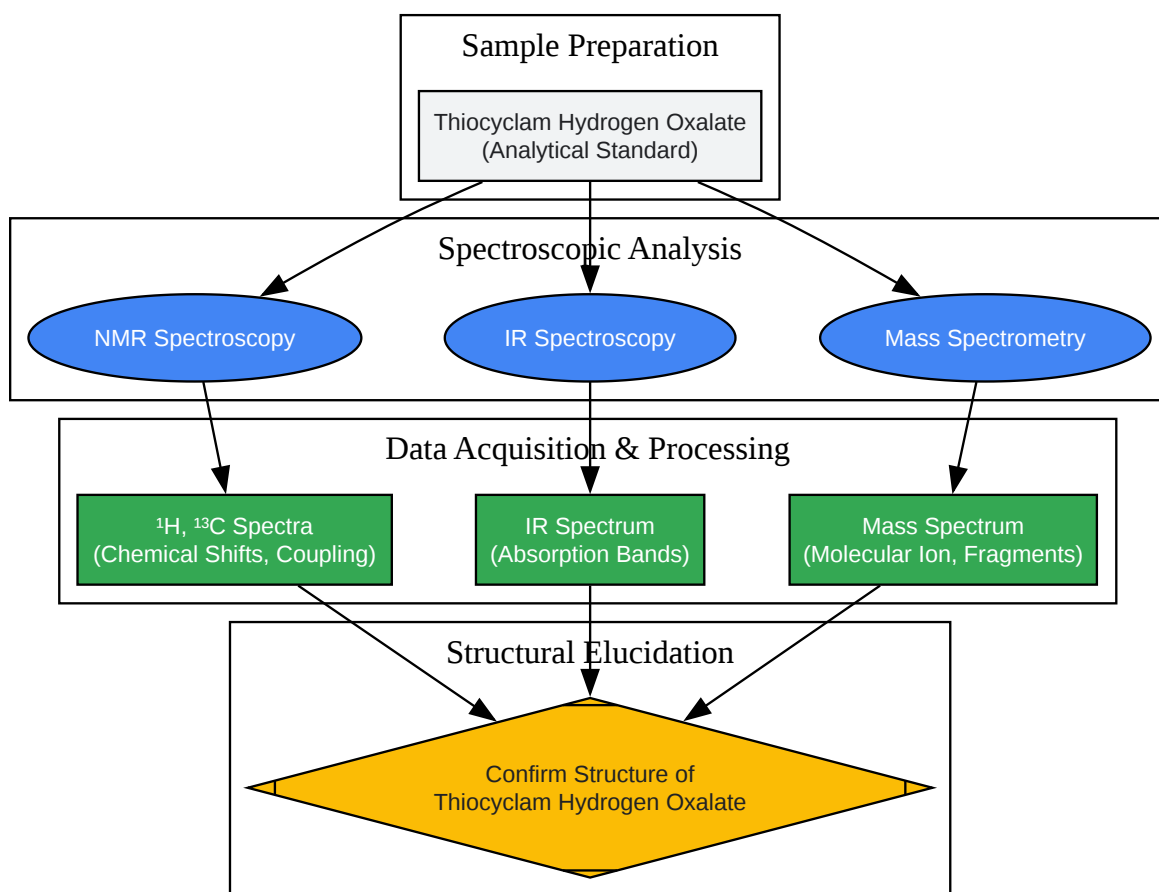 Sample Preparation
Thiocyclam Hydrogen Oxalate
(Analytical Standard)
Spectroscopic Analysis
NMR Spectroscopy
IR Spectroscopy
Mass Spectrometry
Data Acquisition & Processing
¹H, ¹³C Spectra
(Chemical Shifts, Coupling)
IR Spectrum
(Absorption Bands)
Mass Spectrum
(Molecular Ion, Fragments)
Structural Elucidation
Confirm Structure of
Thiocyclam Hydrogen Oxalate